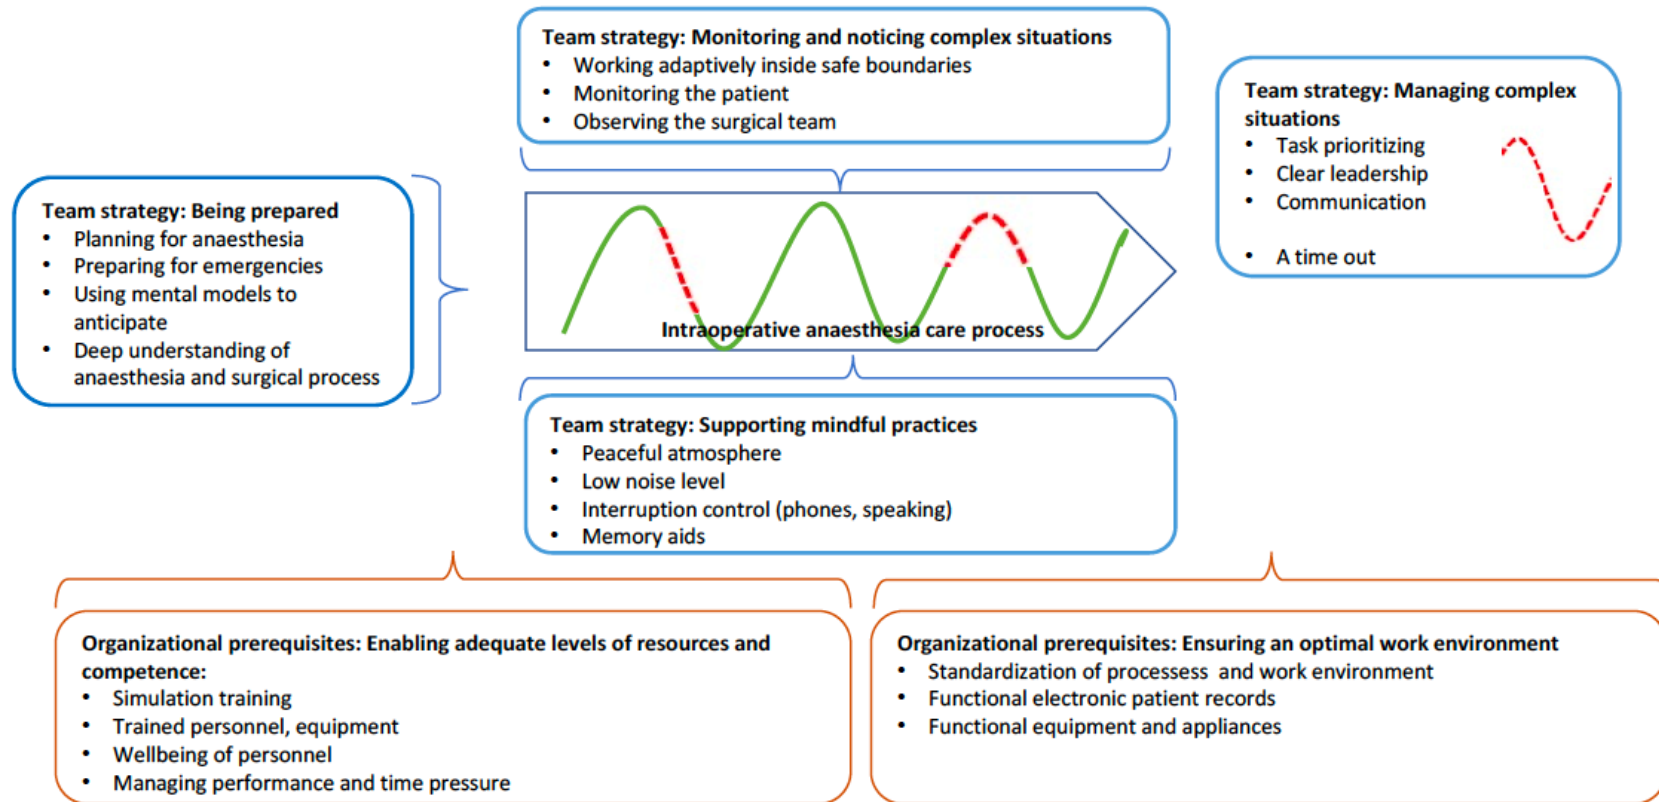 Team strategy: Monitoring and noticing complex situations
• Working adaptively inside safe boundaries
• Monitoring the patient
• Observing the surgical team
Team strategy: Managing complex
situations
• Task prioritizing
• Clear leadership
• Communication
• A time out
Team strategy: Being prepared
• Planning for anaesthesia
• Preparing for emergencies
• Using mental models to
anticipate
• Deep understanding of
anaesthesia and surgical process
Intraoperative anaesthesia care process
Team strategy: Supporting mindful practices
• Peaceful atmosphere
• Low noise level
• Interruption control (phones, speaking)
• Memory aids
Organizational prerequisites: Enabling adequate levels of resources and
competence:
• Simulation training
• Trained personnel, equipment
• Wellbeing of personnel
• Managing performance and time pressure
Organizational prerequisites: Ensuring an optimal work environment
• Standardization of processess and work environment
• Functional electronic patient records
• Functional equipment and appliances